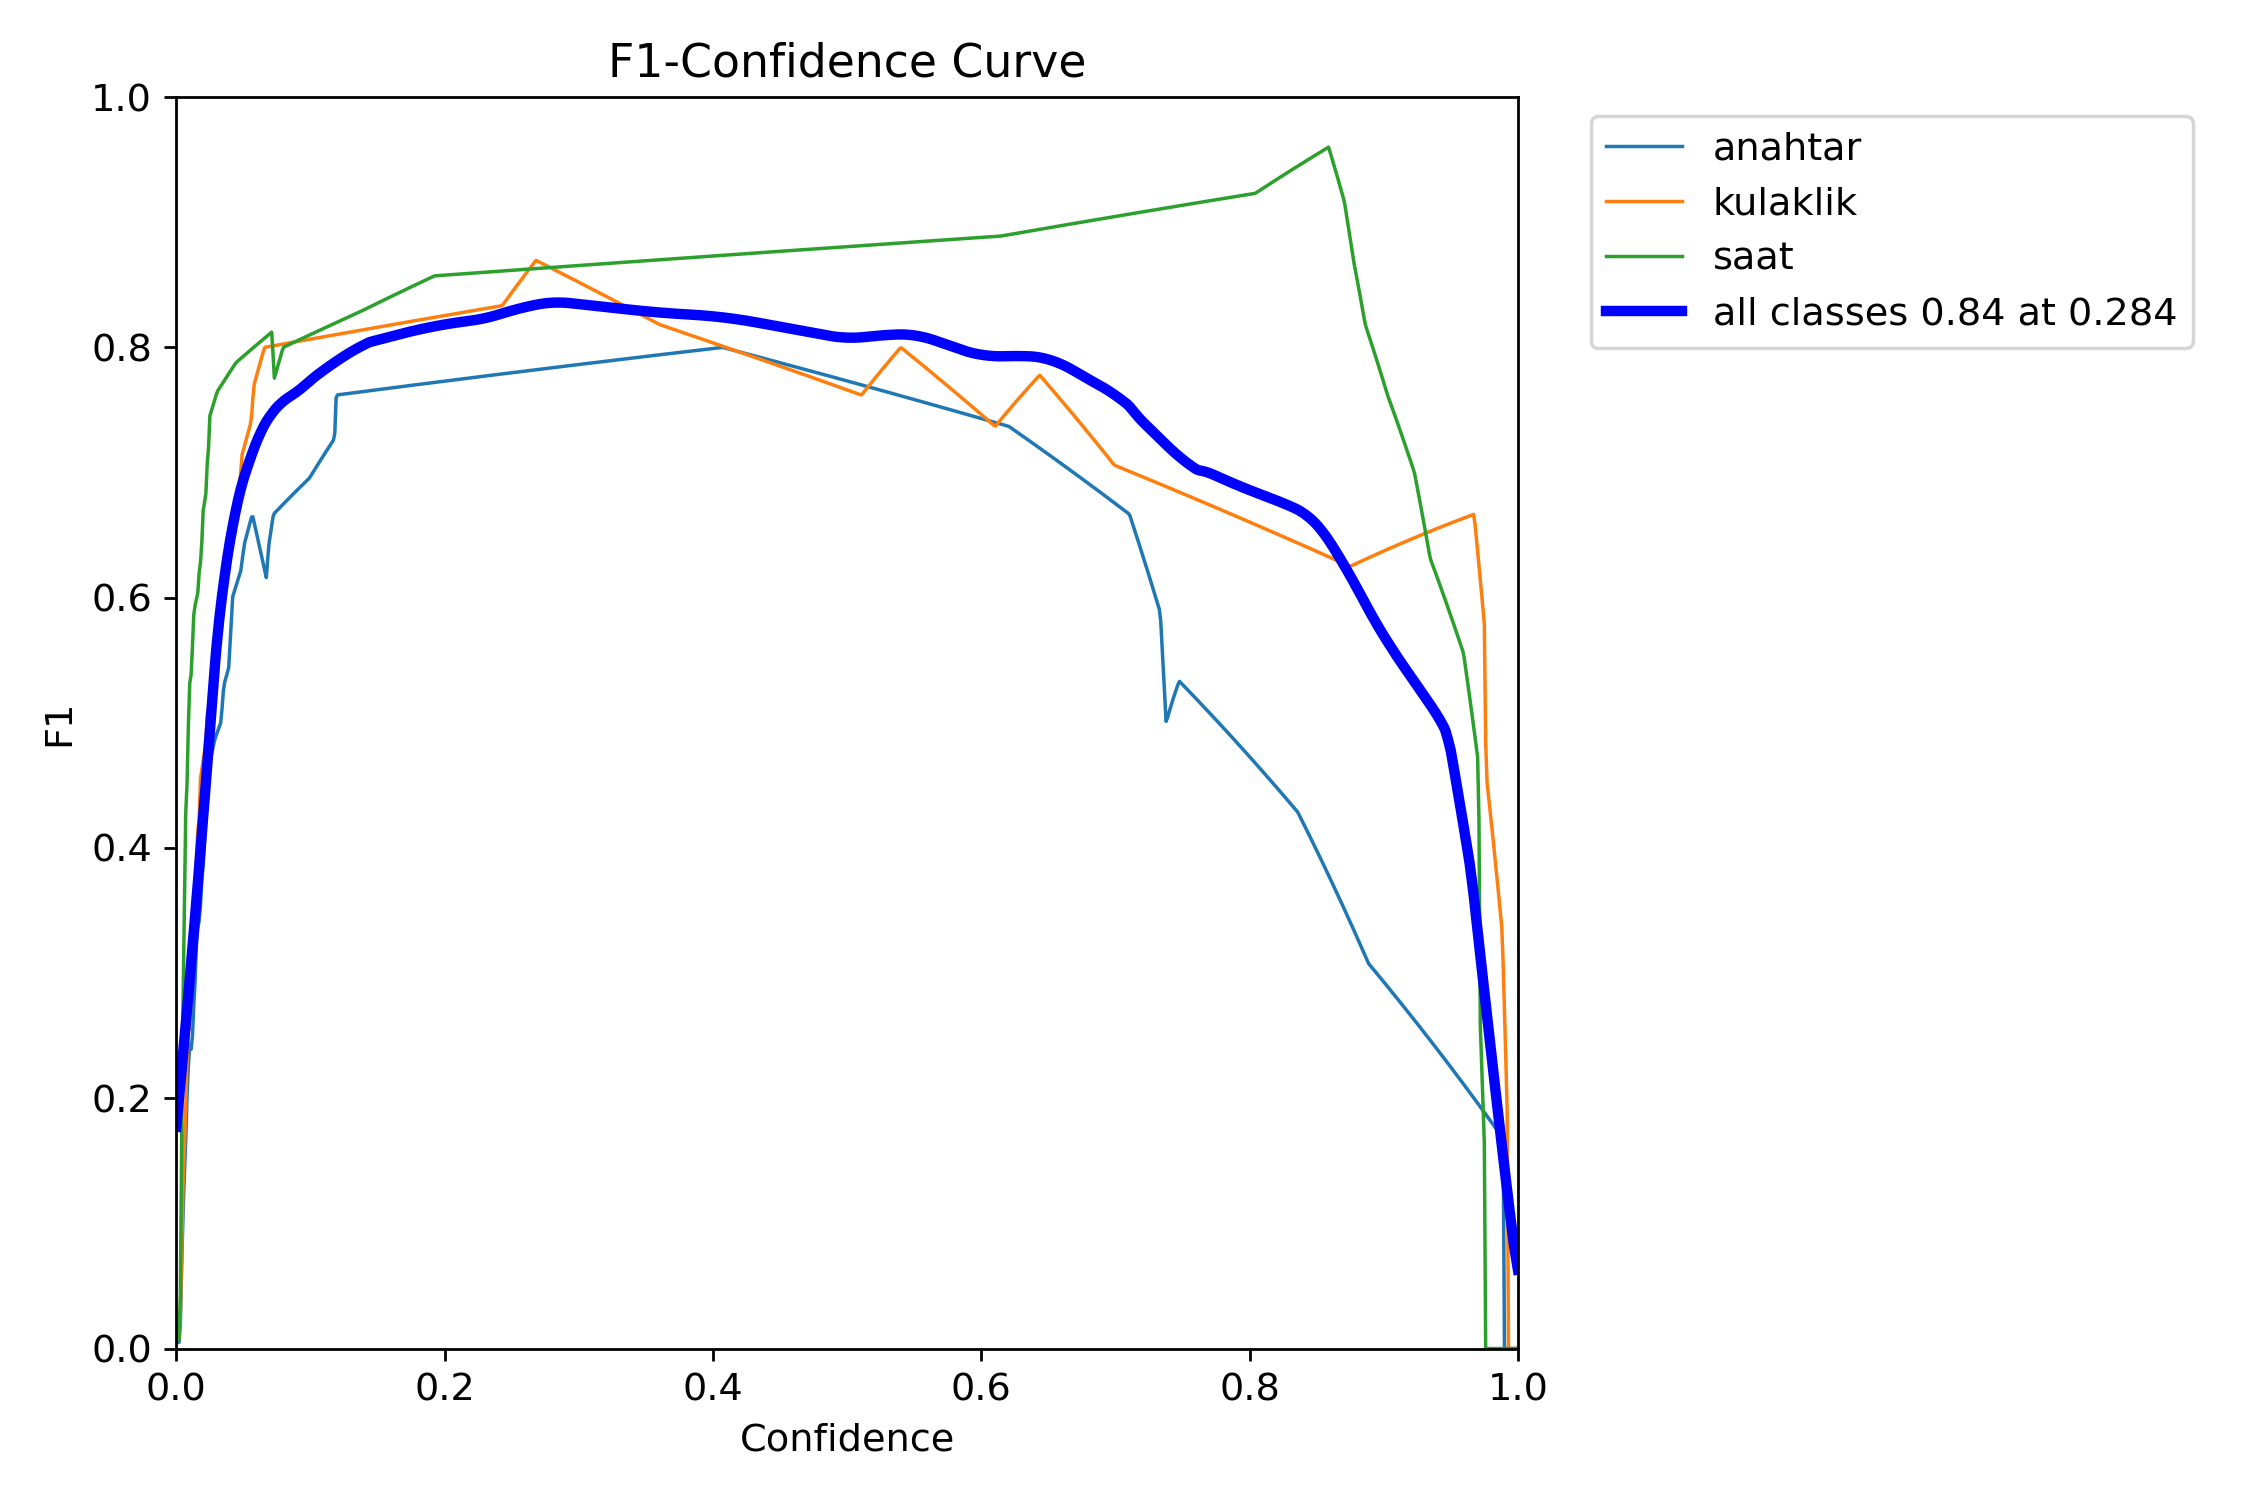 F1-Confidence Curve
1.0
0.8
0.6
0.4
0.2
0.0
F1
0.0 0.2 0.4 0.6 0.8 1.0
Confidence
anahtar
kulaklik
saat
all classes 0.84 at 0.284